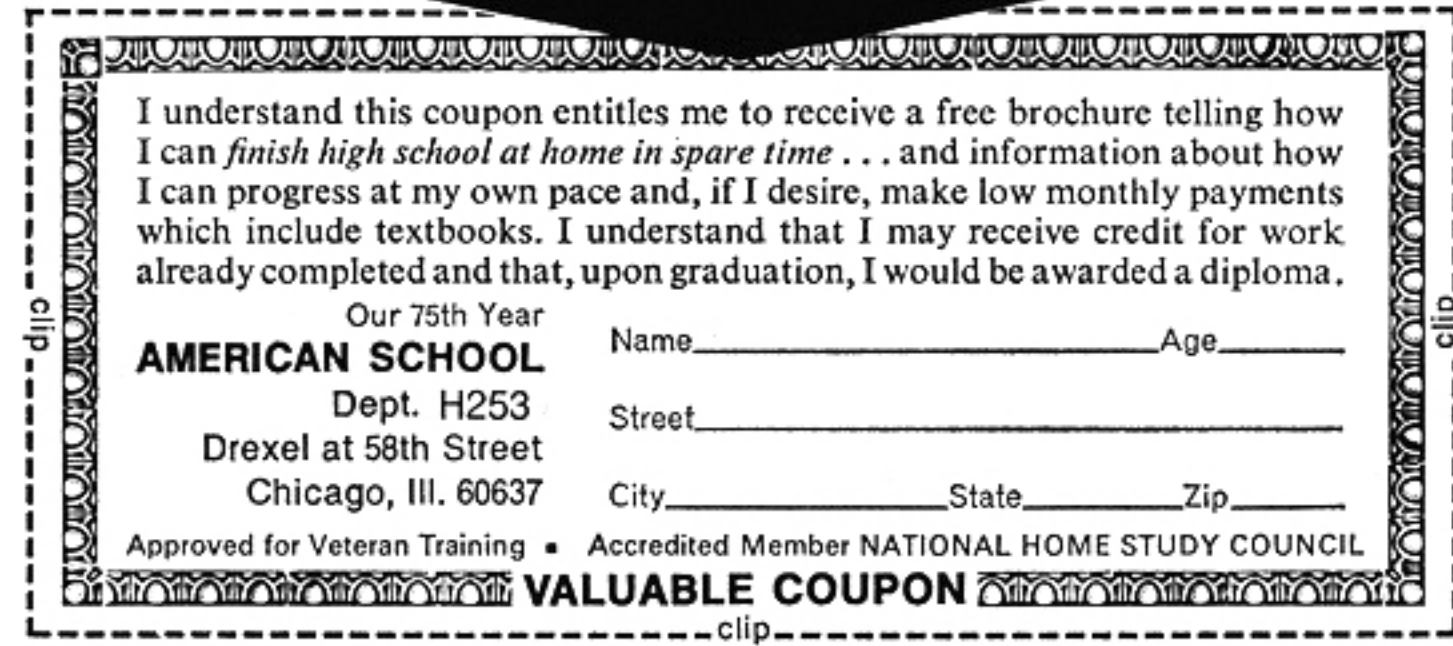 I understand this coupon entitles me to receive a free brochure telling how
I can finish high school at home in spare time . . . and information about how
I can progress at my own pace and, if I desire, make low monthly payments
which include textbooks. I understand that I may receive credit for work
already completed and that, upon graduation, I would be awarded a diploma.
Our 75th Year
AMERICAN SCHOOL
Dept. H253
Drexel at 58th Street
Chicago, Ill. 60637
Name Age
Street
City State Zip
Approved for Veteran Training ▪ Accredited Member NATIONAL HOME STUDY COUNCIL
VALUABLE COUPON
clip
clip
clip